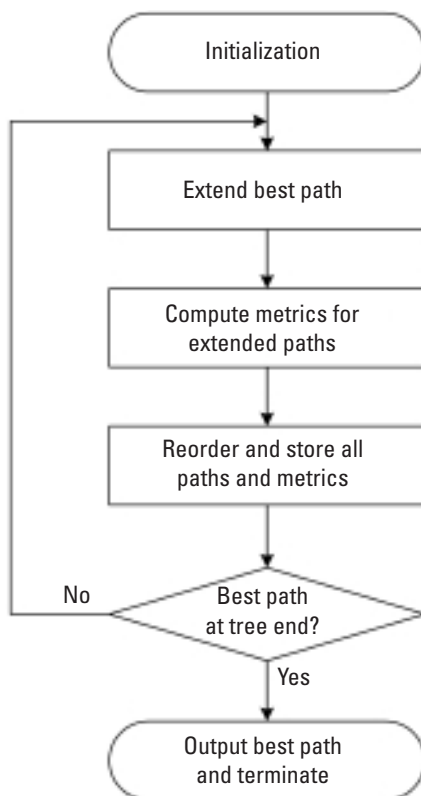 Initialization
Extend best path
Compute metrics for
extended paths
Reorder and store all
paths and metrics
No
Best path
at tree end?
Yes
Output best path
and terminate